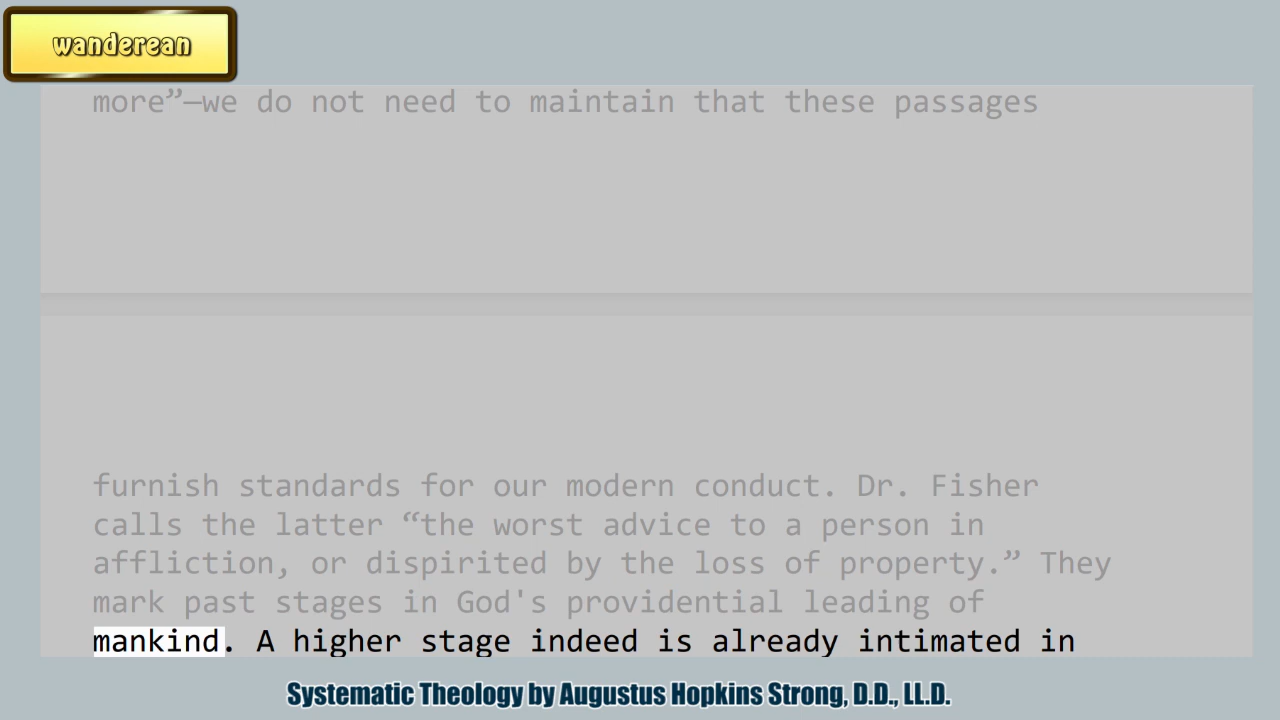 wanderean
more”—we do not need to maintain that these passages
furnish standards for our modern conduct. Dr. Fisher
calls the latter “the worst advice to a person in
affliction, or dispirited by the loss of property.” They
mark past stages in God's providential leading of
mankind. A higher stage indeed is already intimated in
Systematic Theology by Augustus Hopkins Strong, D.D., LL.D.